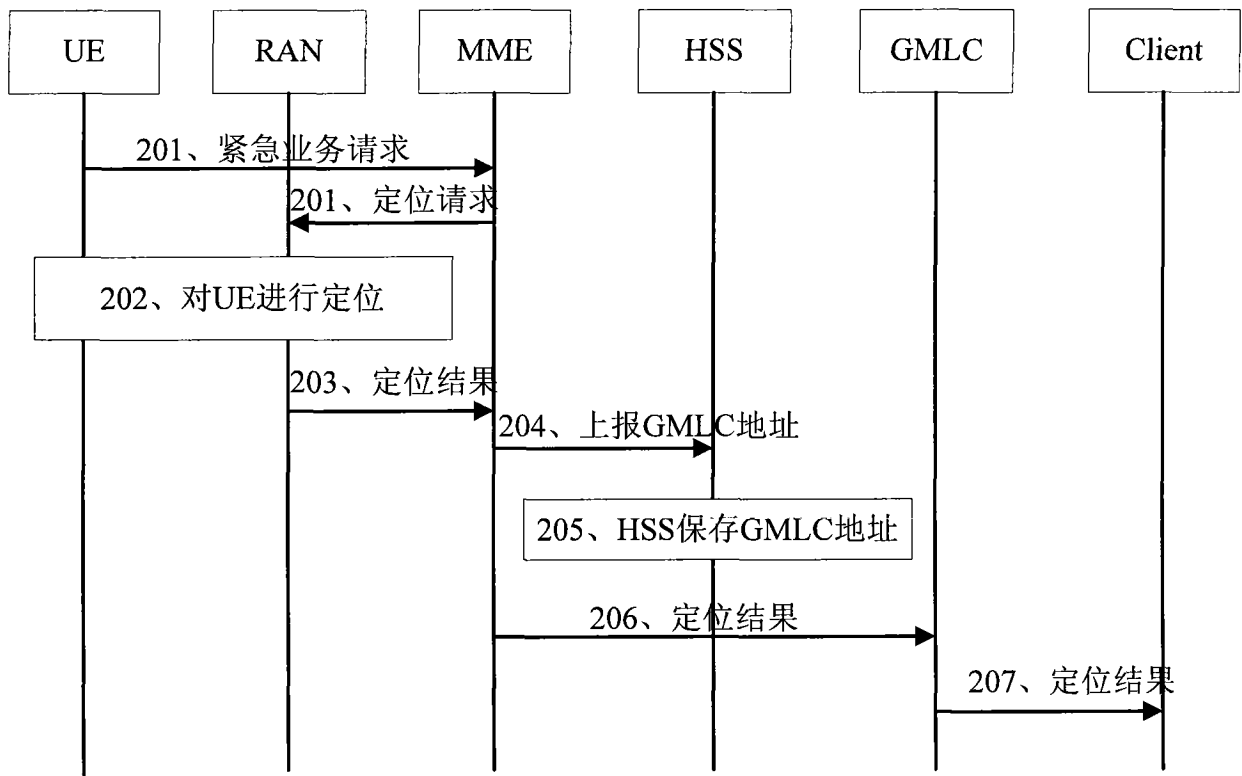 UE
RAN
MME
HSS
GMLC
Client
201、紧急业务请求
201、定位请求
202、对UE进行定位
203、定位结果
204、上报GMLC地址
205、HSS保存GMLC地址
206、定位结果
207、定位结果